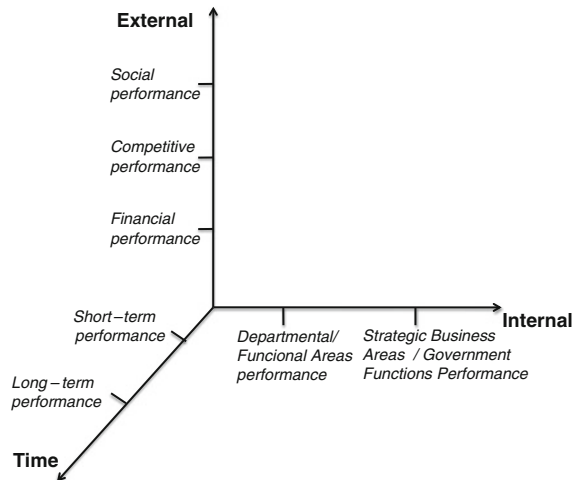 External
Social
performance
Competitive
performance
Financial
performance
Short–term
performance
Long–term
performance
Time
Internal
Departmental/
Funcional Areas
performance
Strategic Business
Areas / Government
Functions Performance